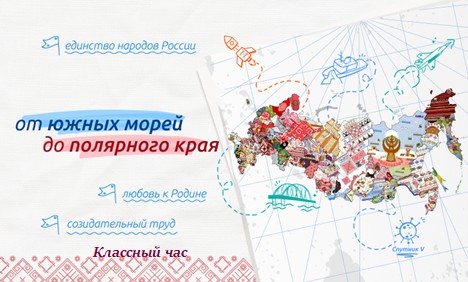 единство народов России
от южных морей
до полярного края
любовь к Родине
созидательный труд
Классный час
Спутник V